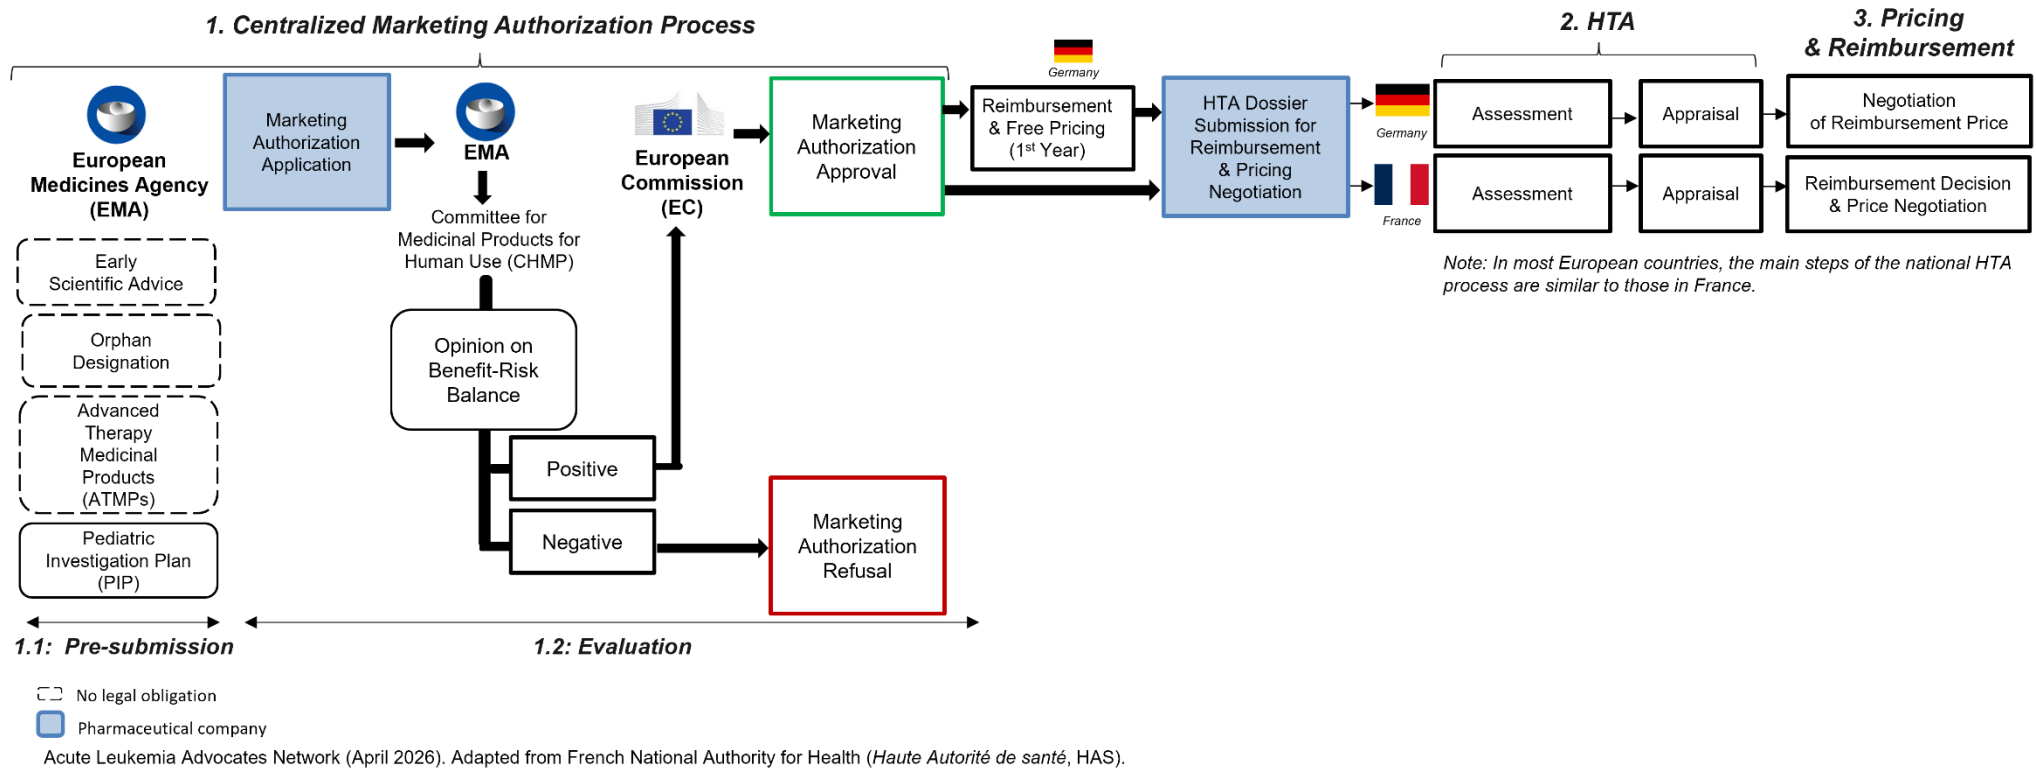 1. Centralized Marketing Authorization Process
2. HTA
3. Pricing
& Reimbursement
European
Medicines Agency
(EMA)
Early
Scientific Advice
Orphan
Designation
Advanced
Therapy
Medicinal
Products
(ATMPs)
Pediatric
Investigation Plan
(PIP)
Marketing
Authorization
Application
EMA
Committee for
Medicinal Products for
Human Use (CHMP)
Opinion on
Benefit-Risk
Balance
Positive
Negative
European
Commission
(EC)
Marketing
Authorization
Approval
Marketing
Authorization
Refusal
Germany
Reimbursement
& Free Pricing
(1st Year)
HTA Dossier
Submission for
Reimbursement
& Pricing
Negotiation
Germany
Assessment
Appraisal
Negotiation
of Reimbursement Price
France
Assessment
Appraisal
Reimbursement Decision
& Price Negotiation
Note: In most European countries, the main steps of the national HTA
process are similar to those in France.
1.1: Pre-submission
1.2: Evaluation
No legal obligation
Pharmaceutical company
Acute Leukemia Advocates Network (April 2026). Adapted from French National Authority for Health (Haute Autorité de santé, HAS).